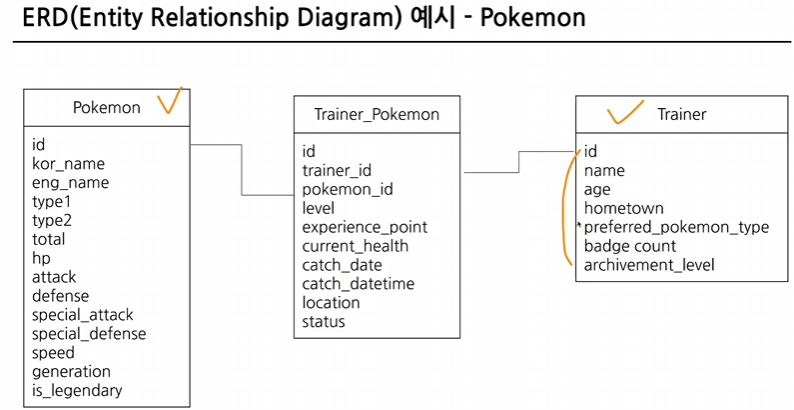 ERD(Entity Relationship Diagram) 예시 - Pokemon
Pokemon
id
kor_name
eng_name
type1
type2
total
hp
attack
defense
special_attack
special_defense
speed
generation
is_legendary
Trainer_Pokemon
id
trainer_id
pokemon_id
level
experience_point
current_health
catch_date
catch_datetime
location
status
Trainer
id
name
age
hometown
preferred_pokemon_type
badge count
archivement_level